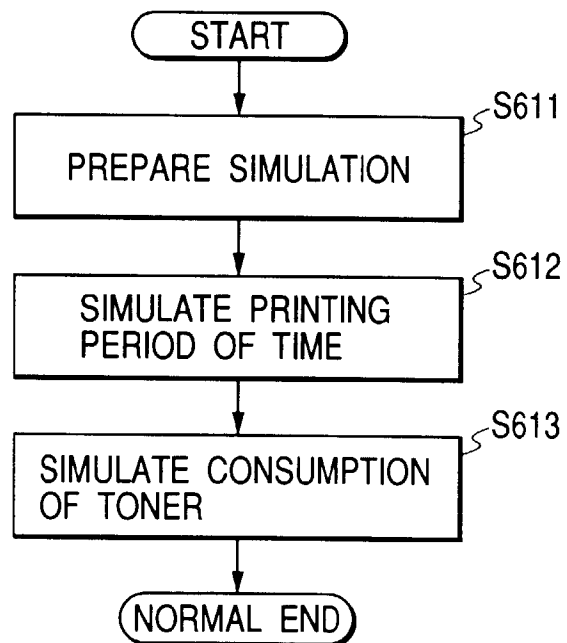 START
S611
PREPARE SIMULATION
S612
SIMULATE PRINTING
PERIOD OF TIME
S613
SIMULATE CONSUMPTION
OF TONER
NORMAL END